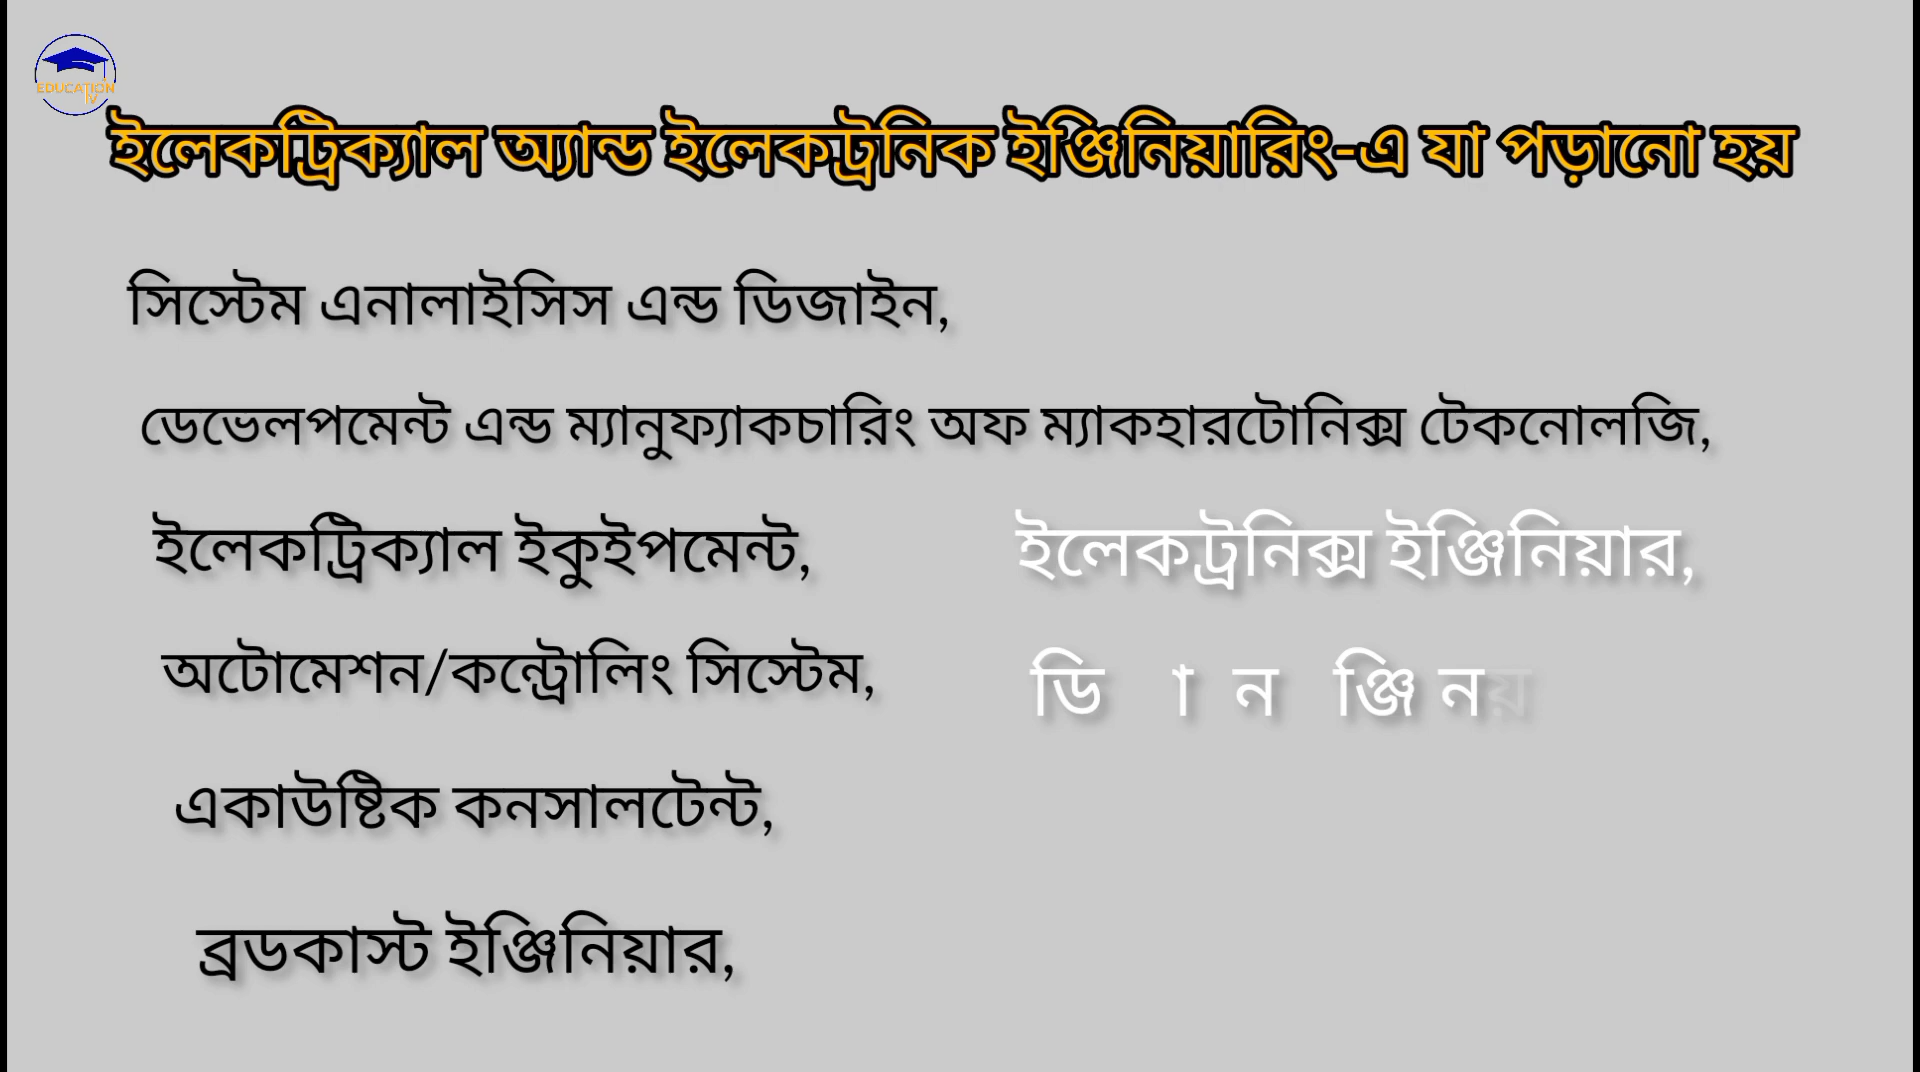 EDUCATION
TV
ইলেকট্রিক্যাল অ্যান্ড ইলেকট্রনিক ইঞ্জিনিয়ারিং-এ যা পড়ানো হয়
সিস্টেম এনালাইসিস এন্ড ডিজাইন,
ডেভেলপমেন্ট এন্ড ম্যানুফ্যাকচারিং অফ ম্যাকহারটোনিক্স টেকনোলজি,
ইলেকট্রিক্যাল ইকুইপমেন্ট,
অটোমেশন/কন্ট্রোলিং সিস্টেম,
একাউষ্টিক কনসালটেন্ট,
ব্রডকাস্ট ইঞ্জিনিয়ার,
ইলেকট্রনিক্স ইঞ্জিনিয়ার,